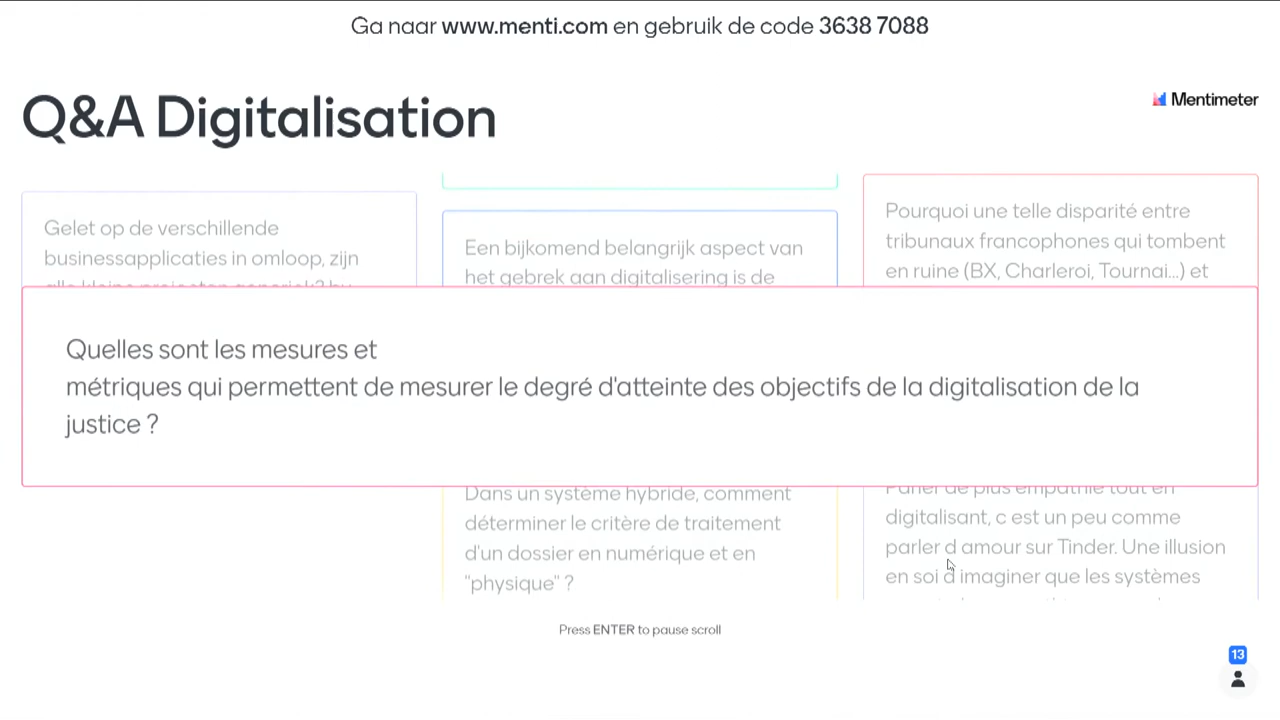 Ga naar www.menti.com en gebruik de code 3638 7088
Q&A Digitalisation
Mentimeter
Gelet op de verschillende
businessapplicaties in omloop, zijn
Een bijkomend belangrijk aspect van
het gebrek aan digitalisering is de
Pourquoi une telle disparité entre
tribunaux francophones qui tombent
en ruine (BX, Charleroi, Tournai...) et
Quelles sont les mesures et
métriques qui permettent de mesurer le degré d'atteinte des objectifs de la digitalisation de la
justice ?
Dans un système hybride, comment
déterminer le critère de traitement
d'un dossier en numérique et en
"physique" ?
Parler de plus empathie tout en
digitalisant, c est un peu comme
parler d amour sur Tinder. Une illusion
en soi d imaginer que les systèmes
Press ENTER to pause scroll
13